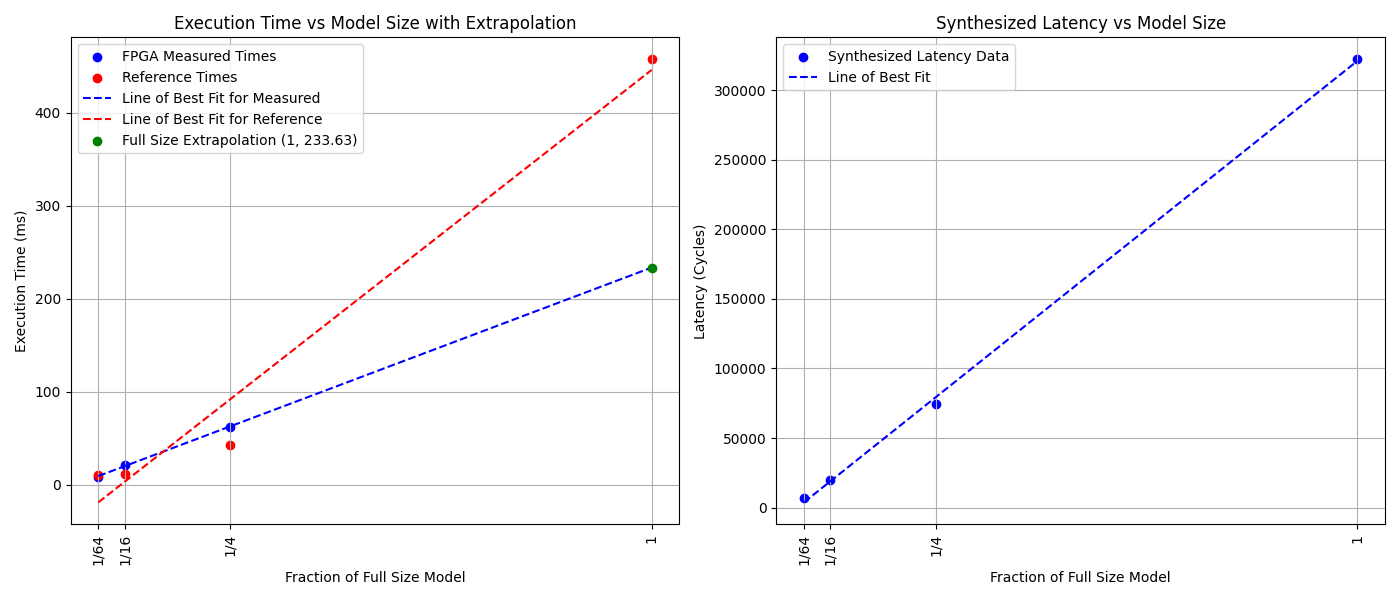 Execution Time vs Model Size with Extrapolation
FPGA Measured Times
Reference Times
Line of Best Fit for Measured
Line of Best Fit for Reference
Full Size Extrapolation (1, 233.63)
Execution Time (ms)
400
300
200
100
0
1/64
1/16
1/4
1
Fraction of Full Size Model
Synthesized Latency vs Model Size
Synthesized Latency Data
Line of Best Fit
Latency (Cycles)
300000
250000
200000
150000
100000
50000
0
1/64
1/16
1/4
1
Fraction of Full Size Model